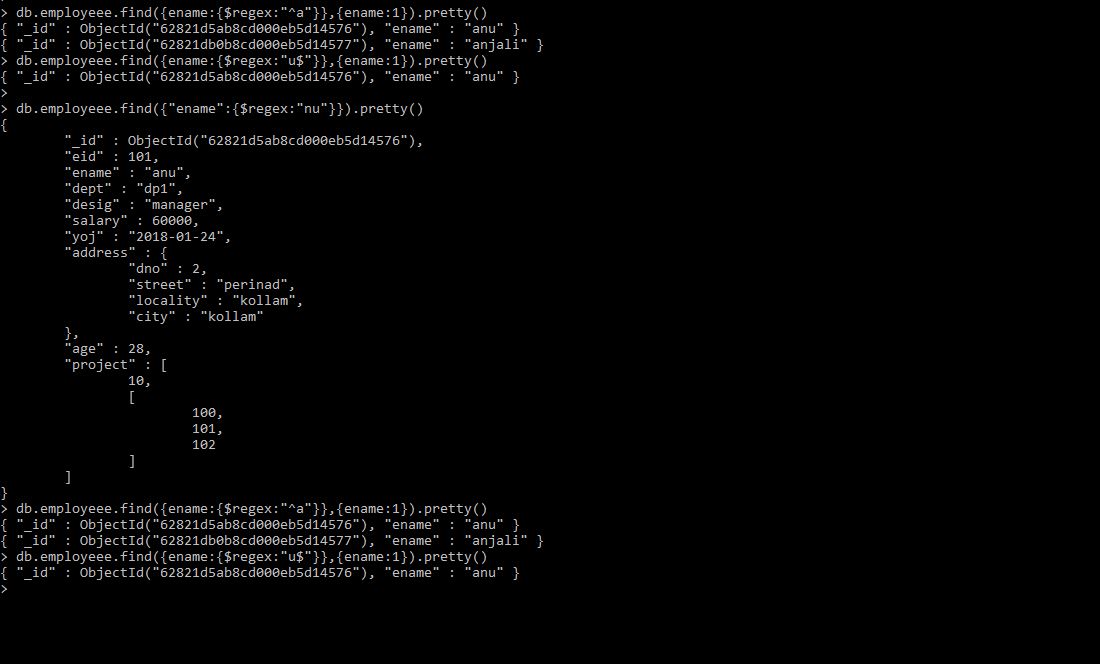 > db.employeee.find({ename:{$regex:"^a"}},{ename:1}).pretty()
{ "_id" : ObjectId("62821d5ab8cd000eb5d14576"), "ename" : "anu" }
{ "_id" : ObjectId("62821db0b8cd000eb5d14577"), "ename" : "anjali" }
> db.employeee.find({ename:{$regex:"u$"}},{ename:1}).pretty()
{ "_id" : ObjectId("62821d5ab8cd000eb5d14576"), "ename" : "anu" }
>
> db.employeee.find({"ename":{$regex:"nu"}}).pretty()
{
        "_id" : ObjectId("62821d5ab8cd000eb5d14576"),
        "eid" : 101,
        "ename" : "anu",
        "dept" : "dp1",
        "desig" : "manager",
        "salary" : 60000,
        "yoj" : "2018-01-24",
        "address" : {
                "dno" : 2,
                "street" : "perinad",
                "locality" : "kollam",
                "city" : "kollam"
        },
        "age" : 28,
        "project" : [
                10,
                [
                        100,
                        101,
                        102
                ]
        ]
}
> db.employeee.find({ename:{$regex:"^a"}},{ename:1}).pretty()
{ "_id" : ObjectId("62821d5ab8cd000eb5d14576"), "ename" : "anu" }
{ "_id" : ObjectId("62821db0b8cd000eb5d14577"), "ename" : "anjali" }
> db.employeee.find({ename:{$regex:"u$"}},{ename:1}).pretty()
{ "_id" : ObjectId("62821d5ab8cd000eb5d14576"), "ename" : "anu" }
>